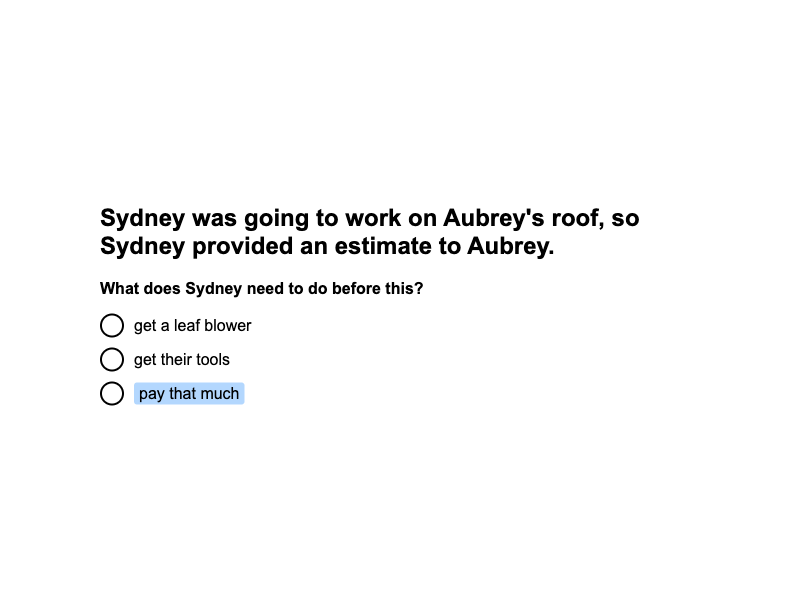 Sydney was going to work on Aubrey's roof, so
Sydney provided an estimate to Aubrey.
What does Sydney need to do before this?
get a leaf blower
get their tools
pay that much